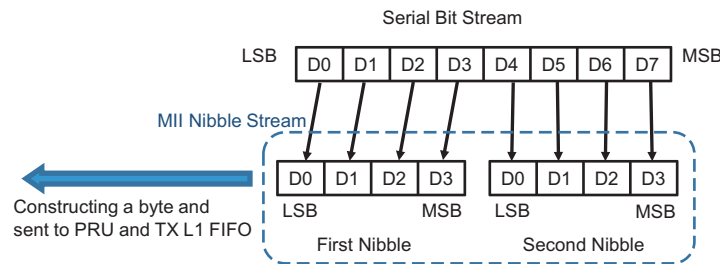 Serial Bit Stream
LSB D0 D1 D2 D3 D4 D5 D6 D7 MSB
MII Nibble Stream
D0 D1 D2 D3 D0 D1 D2 D3
LSB MSB LSB MSB
Constructing a byte and
sent to PRU and TX L1 FIFO
First Nibble Second Nibble